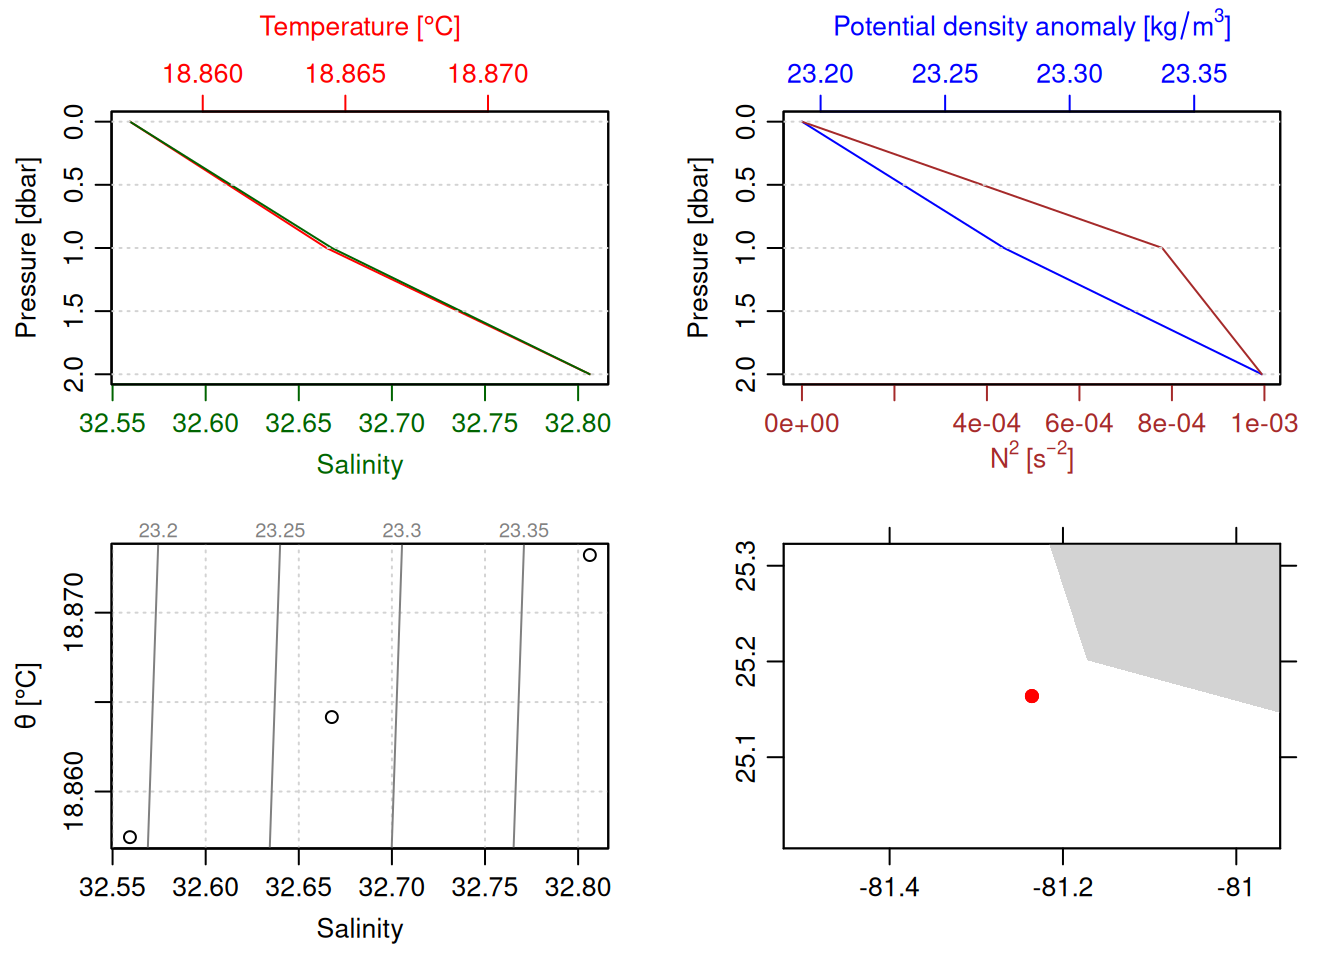 Temperature [°C]
18.860 18.865 18.870
Pressure [dbar]
0.0 0.5 1.0 1.5 2.0
32.55 32.60 32.65 32.70 32.75 32.80
Salinity
Potential density anomaly [kg/m³]
23.20 23.25 23.30 23.35
Pressure [dbar]
0.0 0.5 1.0 1.5 2.0
0e+00 4e-04 6e-04 8e-04 1e-03
N² [s⁻²]
23.2 23.25 23.3 23.35
θ [°C]
18.870 18.860
32.55 32.60 32.65 32.70 32.75 32.80
Salinity
25.3 25.2 25.1
-81.4 -81.2 -81